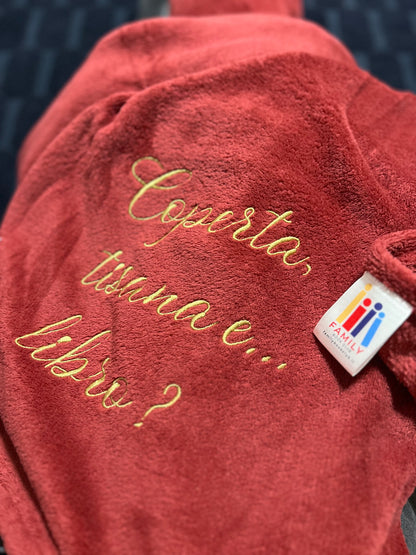 Coperta,
tisana e...
libro?
FAMILY